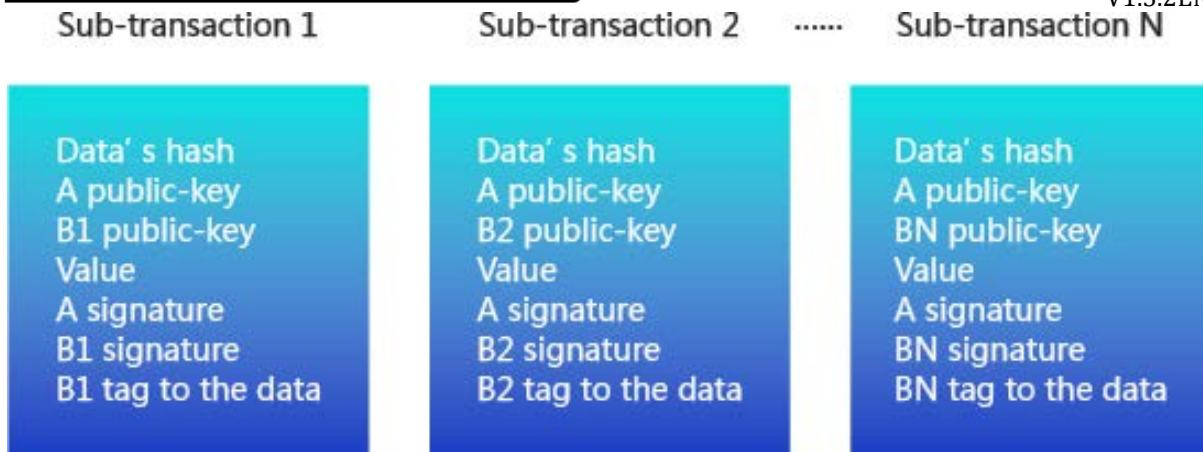 Sub-transaction 1
Sub-transaction 2 ...... Sub-transaction N
Data' s hash
A public-key
B1 public-key
Value
A signature
B1 signature
B1 tag to the data
Data' s hash
A public-key
B2 public-key
Value
A signature
B2 signature
B2 tag to the data
Data' s hash
A public-key
BN public-key
Value
A signature
BN signature
BN tag to the data